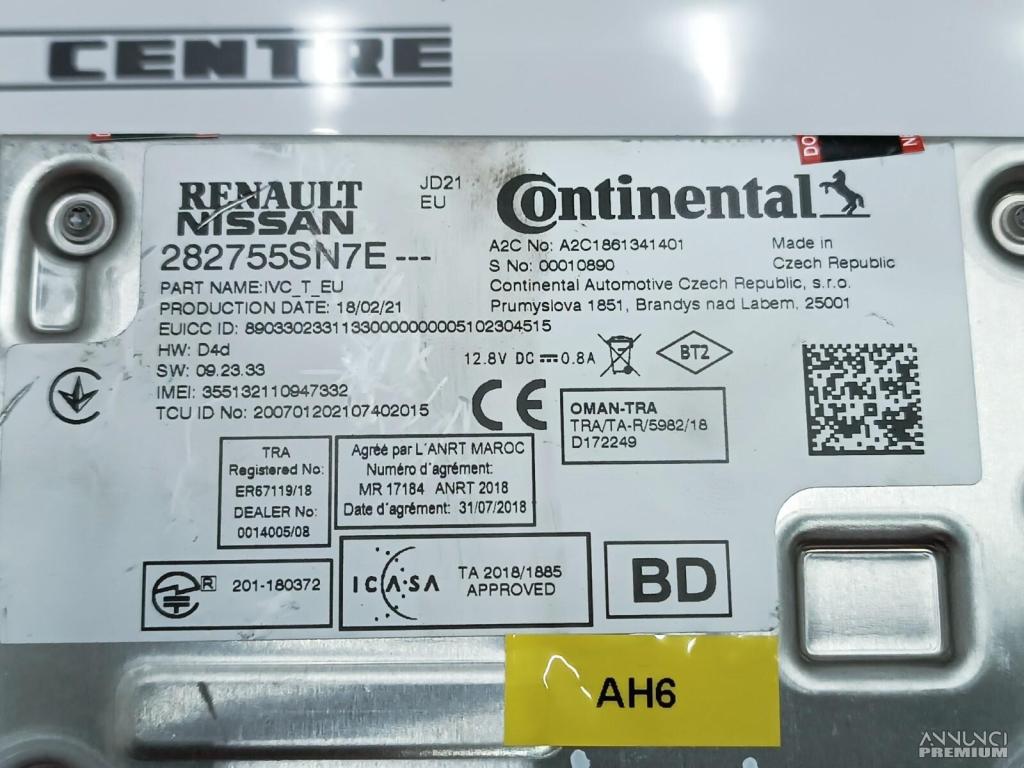 CENTRE
DO
N
RENAULT
NISSAN
JD21
EU
Continental
282755SN7E ---
A2C No: A2C1861341401
Made in
S No: 00010890
Czech Republic
PART NAME:IVC_T_EU
Continental Automotive Czech Republic, s.r.o.
PRODUCTION DATE: 18/02/21
Prumyslova 1851, Brandys nad Labem, 25001
EUICC ID: 89033023311330000000005102304515
HW: D4d
12.8V DC 0.8A
BTZ
SW: 09.23.33
IMEI: 355132110947332
TCU ID No: 200701202107402015
CE
OMAN-TRA
TRA/TA-R/5982/18
D172249
TRA
Registered No:
ER67119/18
DEALER No:
0014005/08
Agréé par L'ANRT MAROC
Numéro d'agrément:
MR 17184 ANRT 2018
Date d'agrément: 31/07/2018
R 201-180372
ICASA
TA 2018/1885
APPROVED
BD
AH6
ANNUNCI
PREMIUM